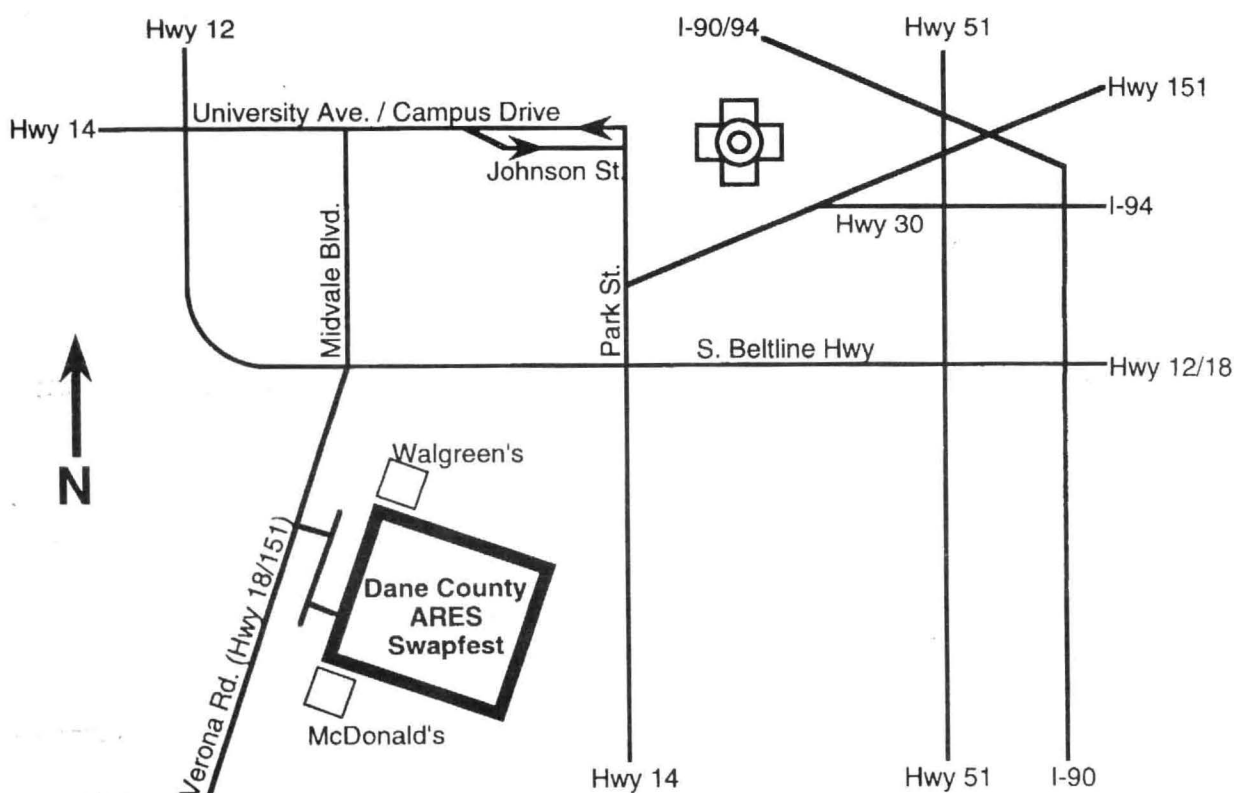 Hwy 12
I-90/94
Hwy 51
Hwy 151
University Ave. / Campus Drive
Hwy 14
Johnson St.
I-94
Hwy 30
Midvale Blvd.
Park St.
S. Beltline Hwy
Hwy 12/18
N
Walgreen's
Verona Rd. (Hwy 18/151)
Dane County
ARES
Swapfest
McDonald's
Hwy 14
Hwy 51
I-90